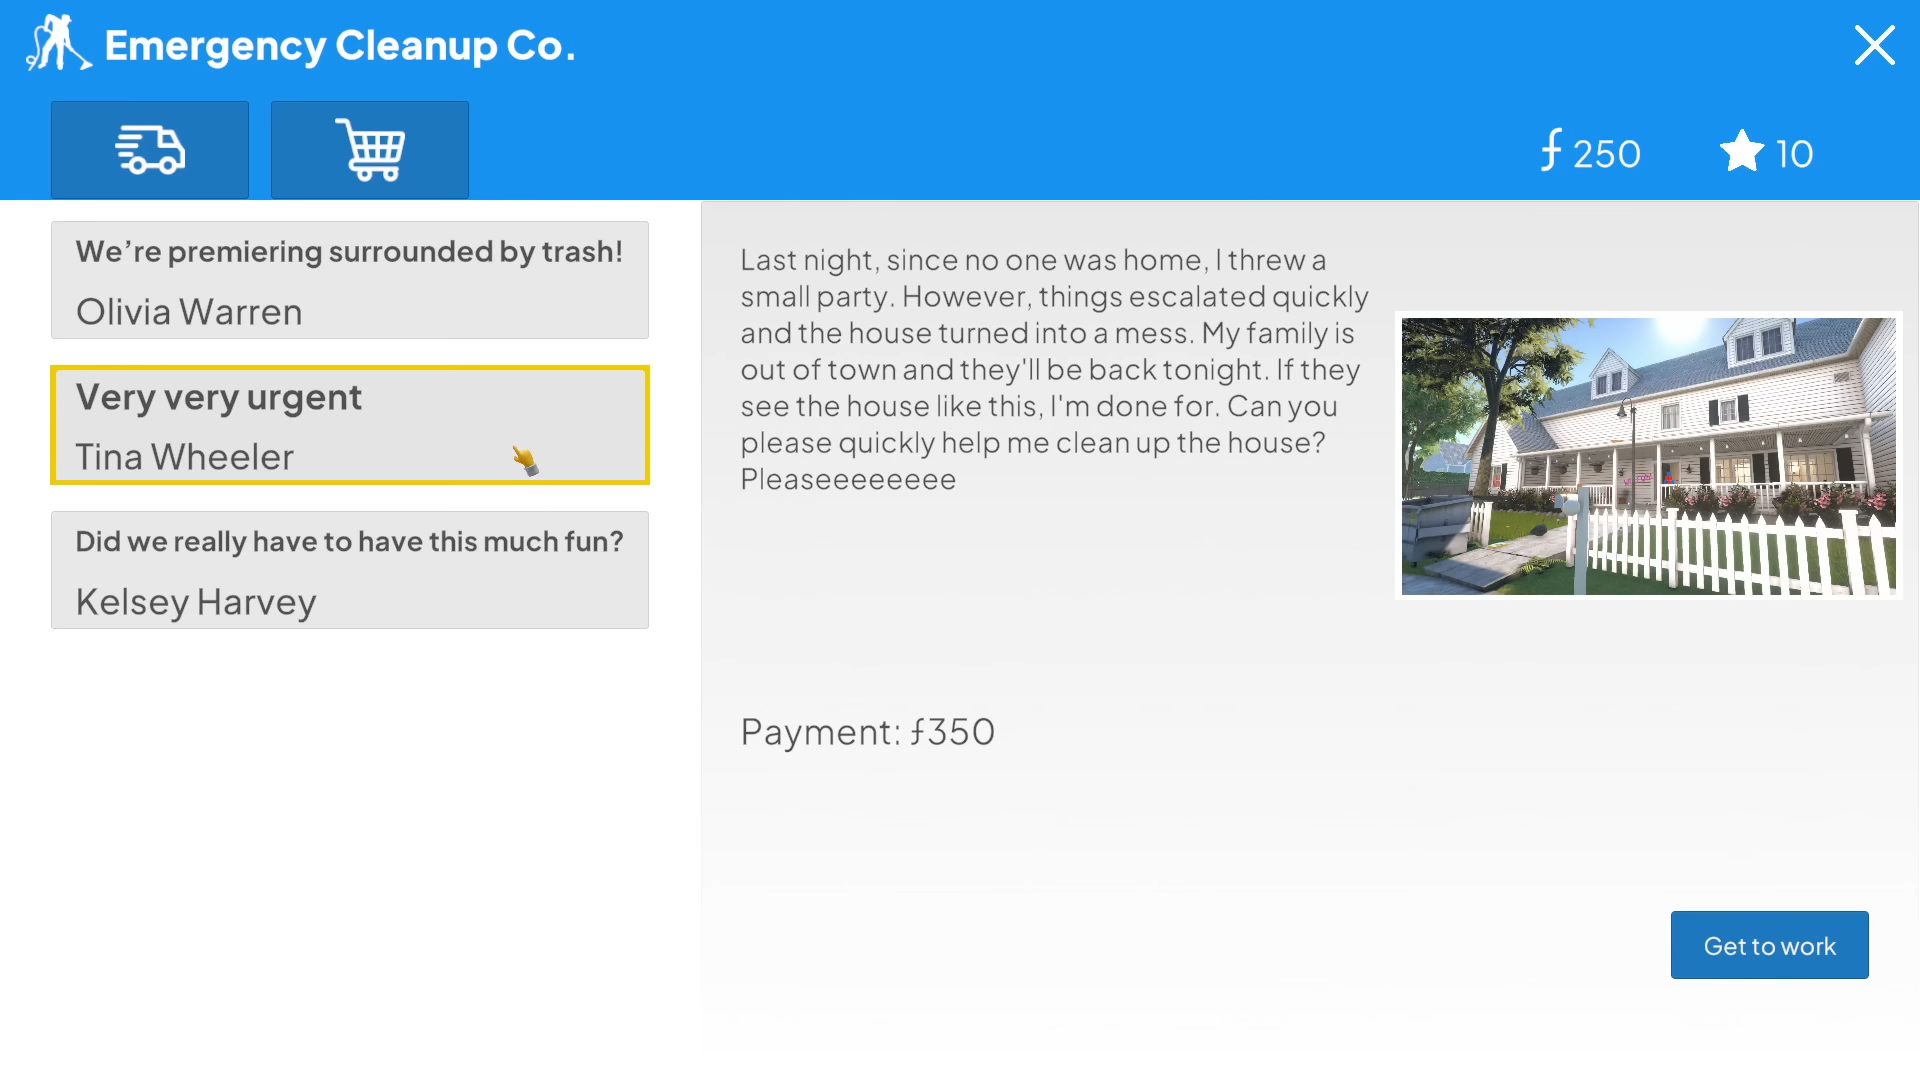 Emergency Cleanup Co.
ƒ 250
10
We’re premiering surrounded by trash!
Olivia Warren
Very very urgent
Tina Wheeler
Did we really have to have this much fun?
Kelsey Harvey
Last night, since no one was home, I threw a
small party. However, things escalated quickly
and the house turned into a mess. My family is
out of town and they'll be back tonight. If they
see the house like this, I'm done for. Can you
please quickly help me clean up the house?
Pleaseeeeeeee
Payment: ƒ350
Get to work